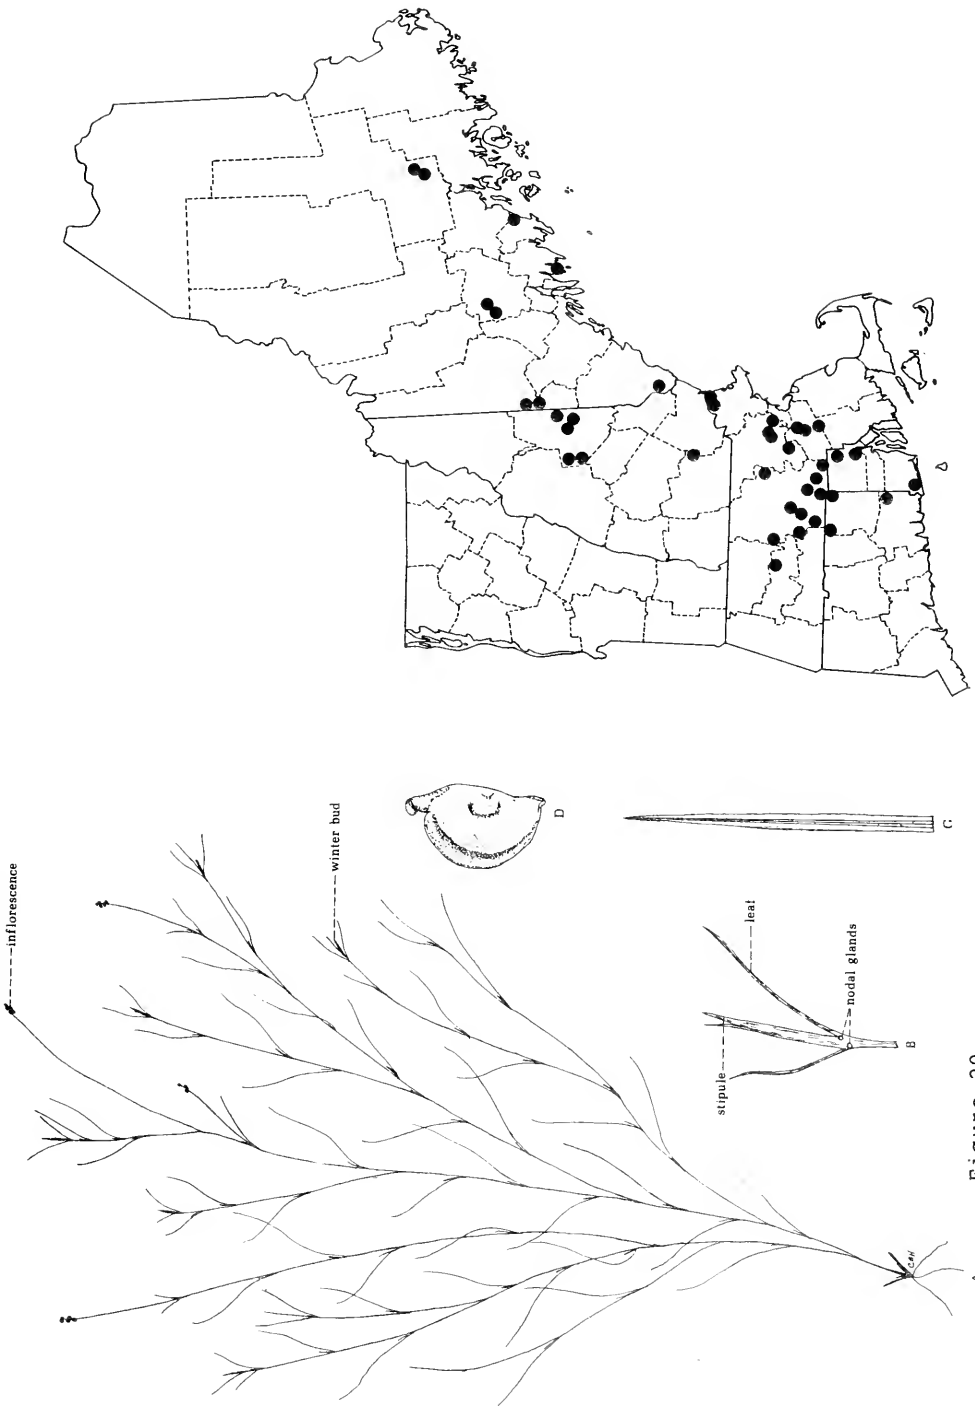 inflorescence
winter bud
D
C
leaf
stipule
nodal glands
B
A
Figure 20